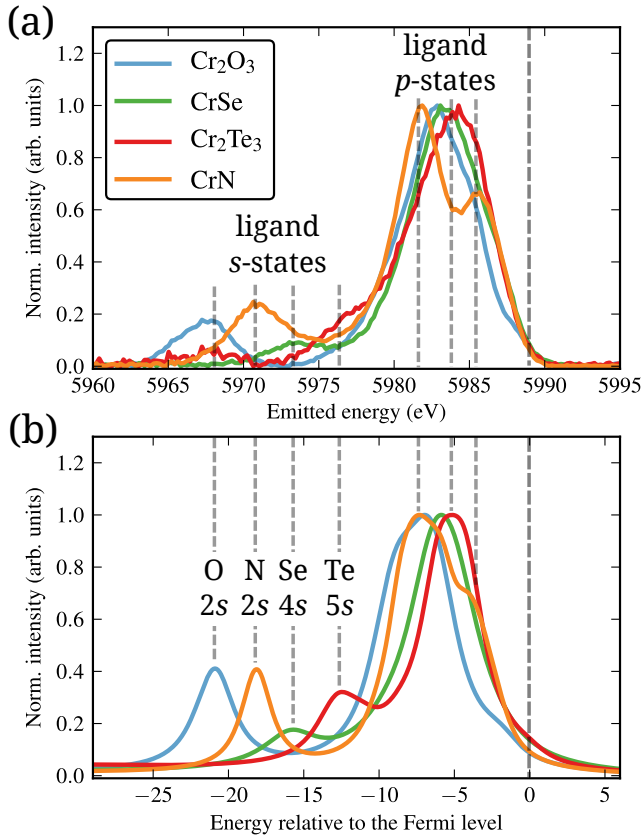 (a)
Norm. intensity (arb. units)
1.2
1.0
0.8
0.6
0.4
0.2
0.0
Cr₂O₃
CrSe
Cr₂Te₃
CrN
ligand
p-states
ligand
s-states
5960 5965 5970 5975 5980 5985 5990 5995
Emitted energy (eV)
(b)
Norm. intensity (arb. units)
1.2
1.0
0.8
0.6
0.4
0.2
0.0
O N Se Te
2s 2s 4s 5s
−25 −20 −15 −10 −5 0 5
Energy relative to the Fermi level